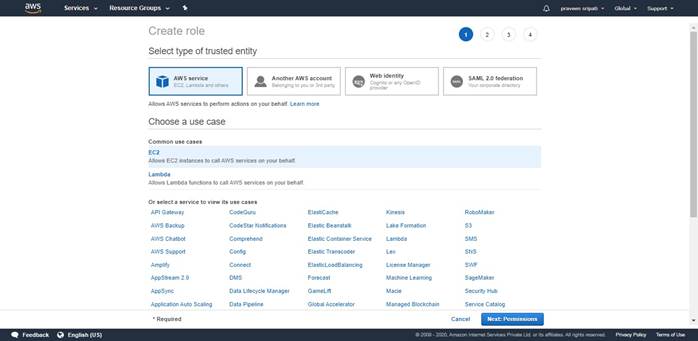 aws Services Resource Groups praveen sripati Global Support
Create role
1 2 3 4
Select type of trusted entity
AWS service
EC2, Lambda and others
Another AWS account
Belonging to you or 3rd party
Web identity
Cognito or any OpenID
provider
SAML 2.0 federation
Your corporate directory
Allows AWS services to perform actions on your behalf. Learn more
Choose a use case
Common use cases
EC2
Allows EC2 instances to call AWS services on your behalf.
Lambda
Allows Lambda functions to call AWS services on your behalf.
Or select a service to view its use cases
API Gateway CodeGuru ElastiCache Kinesis RoboMaker
AWS Backup CodeStar Notifications Elastic Beanstalk Lake Formation S3
AWS Chatbot Comprehend Elastic Container Service Lambda SMS
AWS Support Config Elastic Transcoder Lex SNS
Amplify Connect ElasticLoadBalancing License Manager SWF
AppStream 2.0 DMS Forecast Machine Learning SageMaker
AppSync Data Lifecycle Manager GameLift Macie Security Hub
Application Auto Scaling Data Pipeline Global Accelerator Managed Blockchain Service Catalog
* Required Cancel Next: Permissions
Feedback English (US) © 2008 - 2020, Amazon Internet Services Private Ltd. or its affiliates. All rights reserved. Privacy Policy Terms of Use